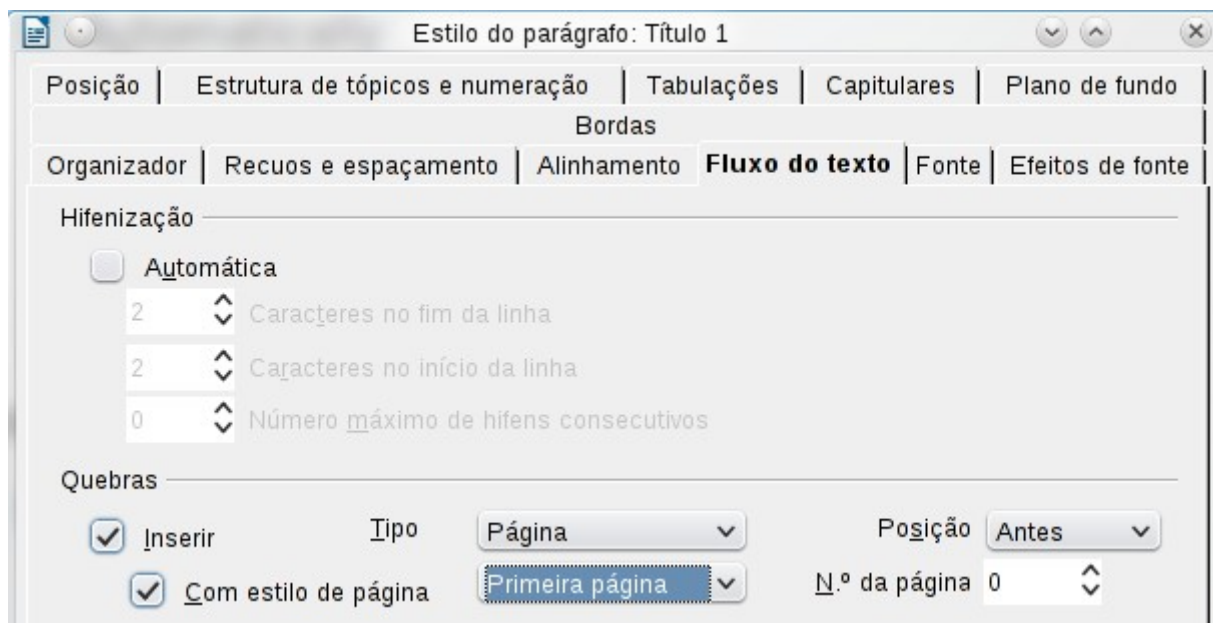 Estilo do parágrafo: Título 1
Posição Estrutura de tópicos e numeração Tabulações Capitulares Plano de fundo
Bordas
Organizador Recuos e espaçamento Alinhamento Fluxo do texto Fonte Efeitos de fonte
Hifenização
Automática
2 Caracteres no fim da linha
2 Caracteres no início da linha
0 Número máximo de hifens consecutivos
Quebras
Inserir Tipo Página Posição Antes
Com estilo de página Primeira página N.º da página 0